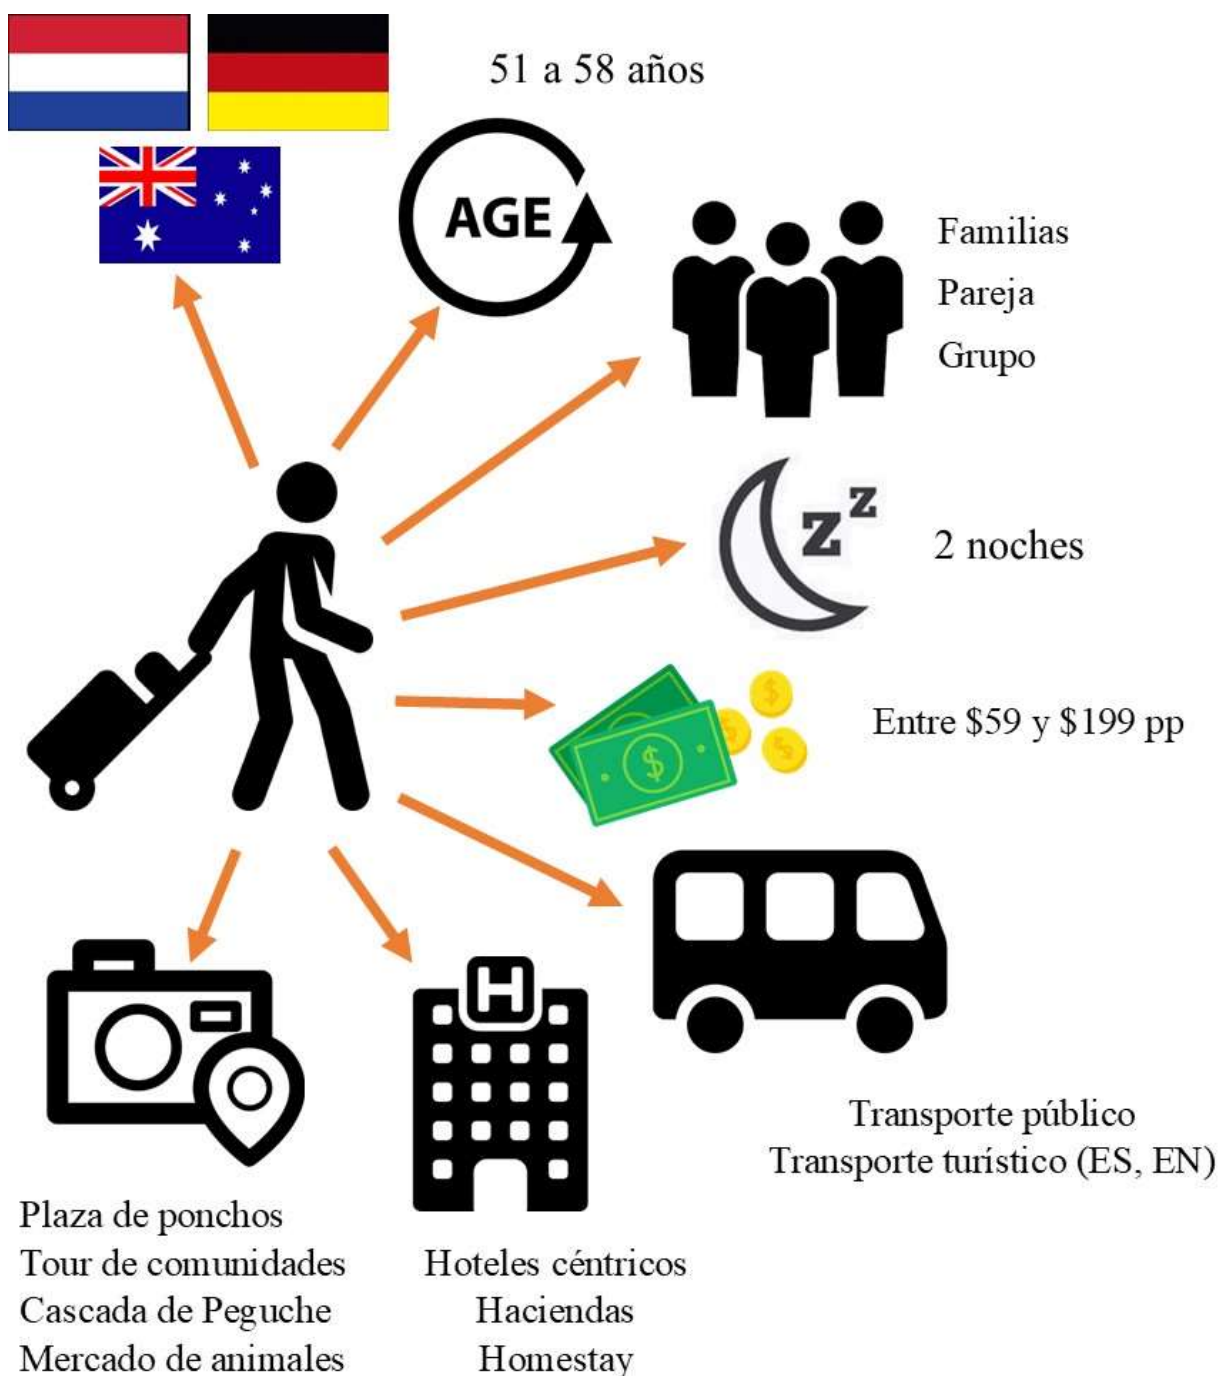 51 a 58 años
AGE
Familias
Pareja
Grupo
z z
2 noches
$
$
$
$
Entre $59 y $199 pp
H
Transporte público
Transporte turístico (ES, EN)
Plaza de ponchos
Tour de comunidades
Cascada de Peguche
Mercado de animales
Hoteles céntricos
Haciendas
Homestay